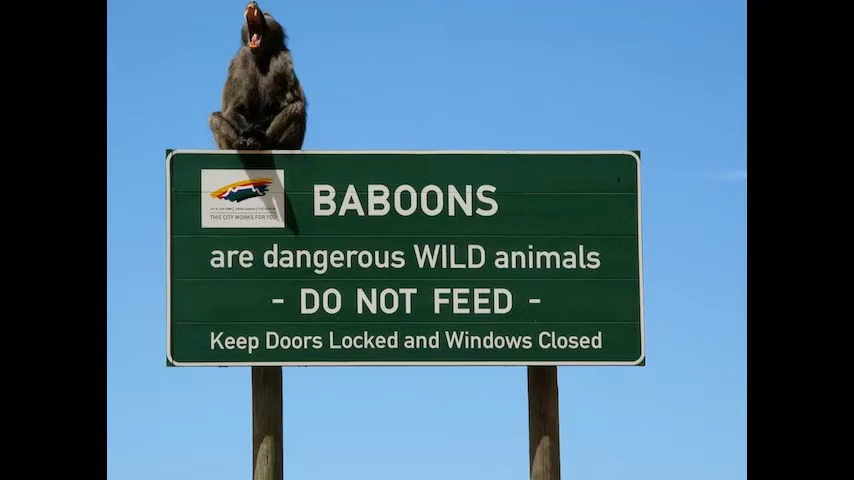 THIS CITY WORKS FOR YOU
BABOONS
are dangerous WILD animals
- DO NOT FEED -
Keep Doors Locked and Windows Closed